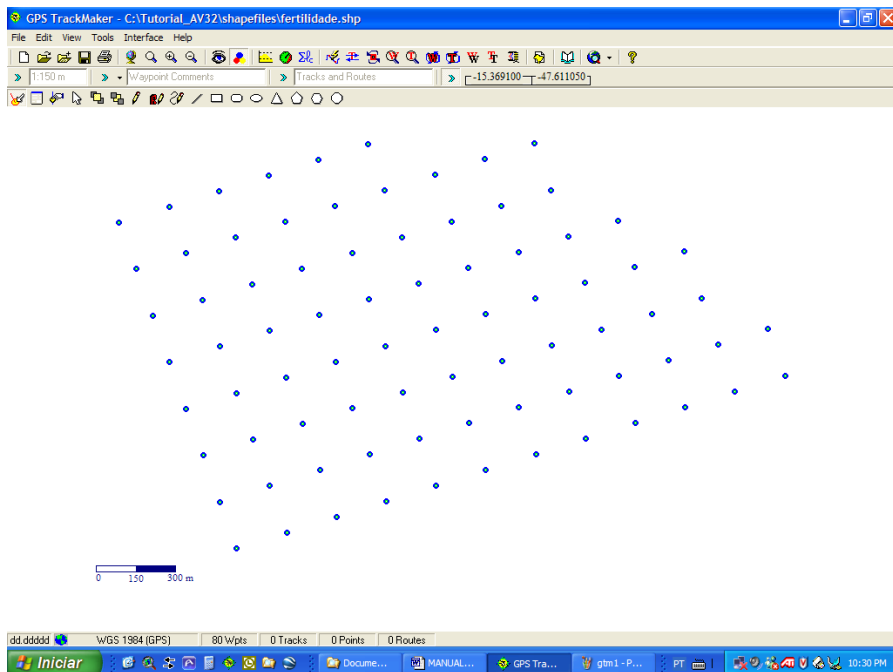 GPS TrackMaker - C:\Tutorial_AV32\shapefiles\fertilidade.shp
File Edit View Tools Interface Help
1:150 m Waypoint Comments Tracks and Routes -15.369100 -47.611050
0 150 300 m
dd.ddddd WGS 1984 (GPS) 80 Wpts 0 Tracks 0 Points 0 Routes
Iniciar Docume... MANUAL... GPS Tra... gtm1 - P... PT 10:30 PM